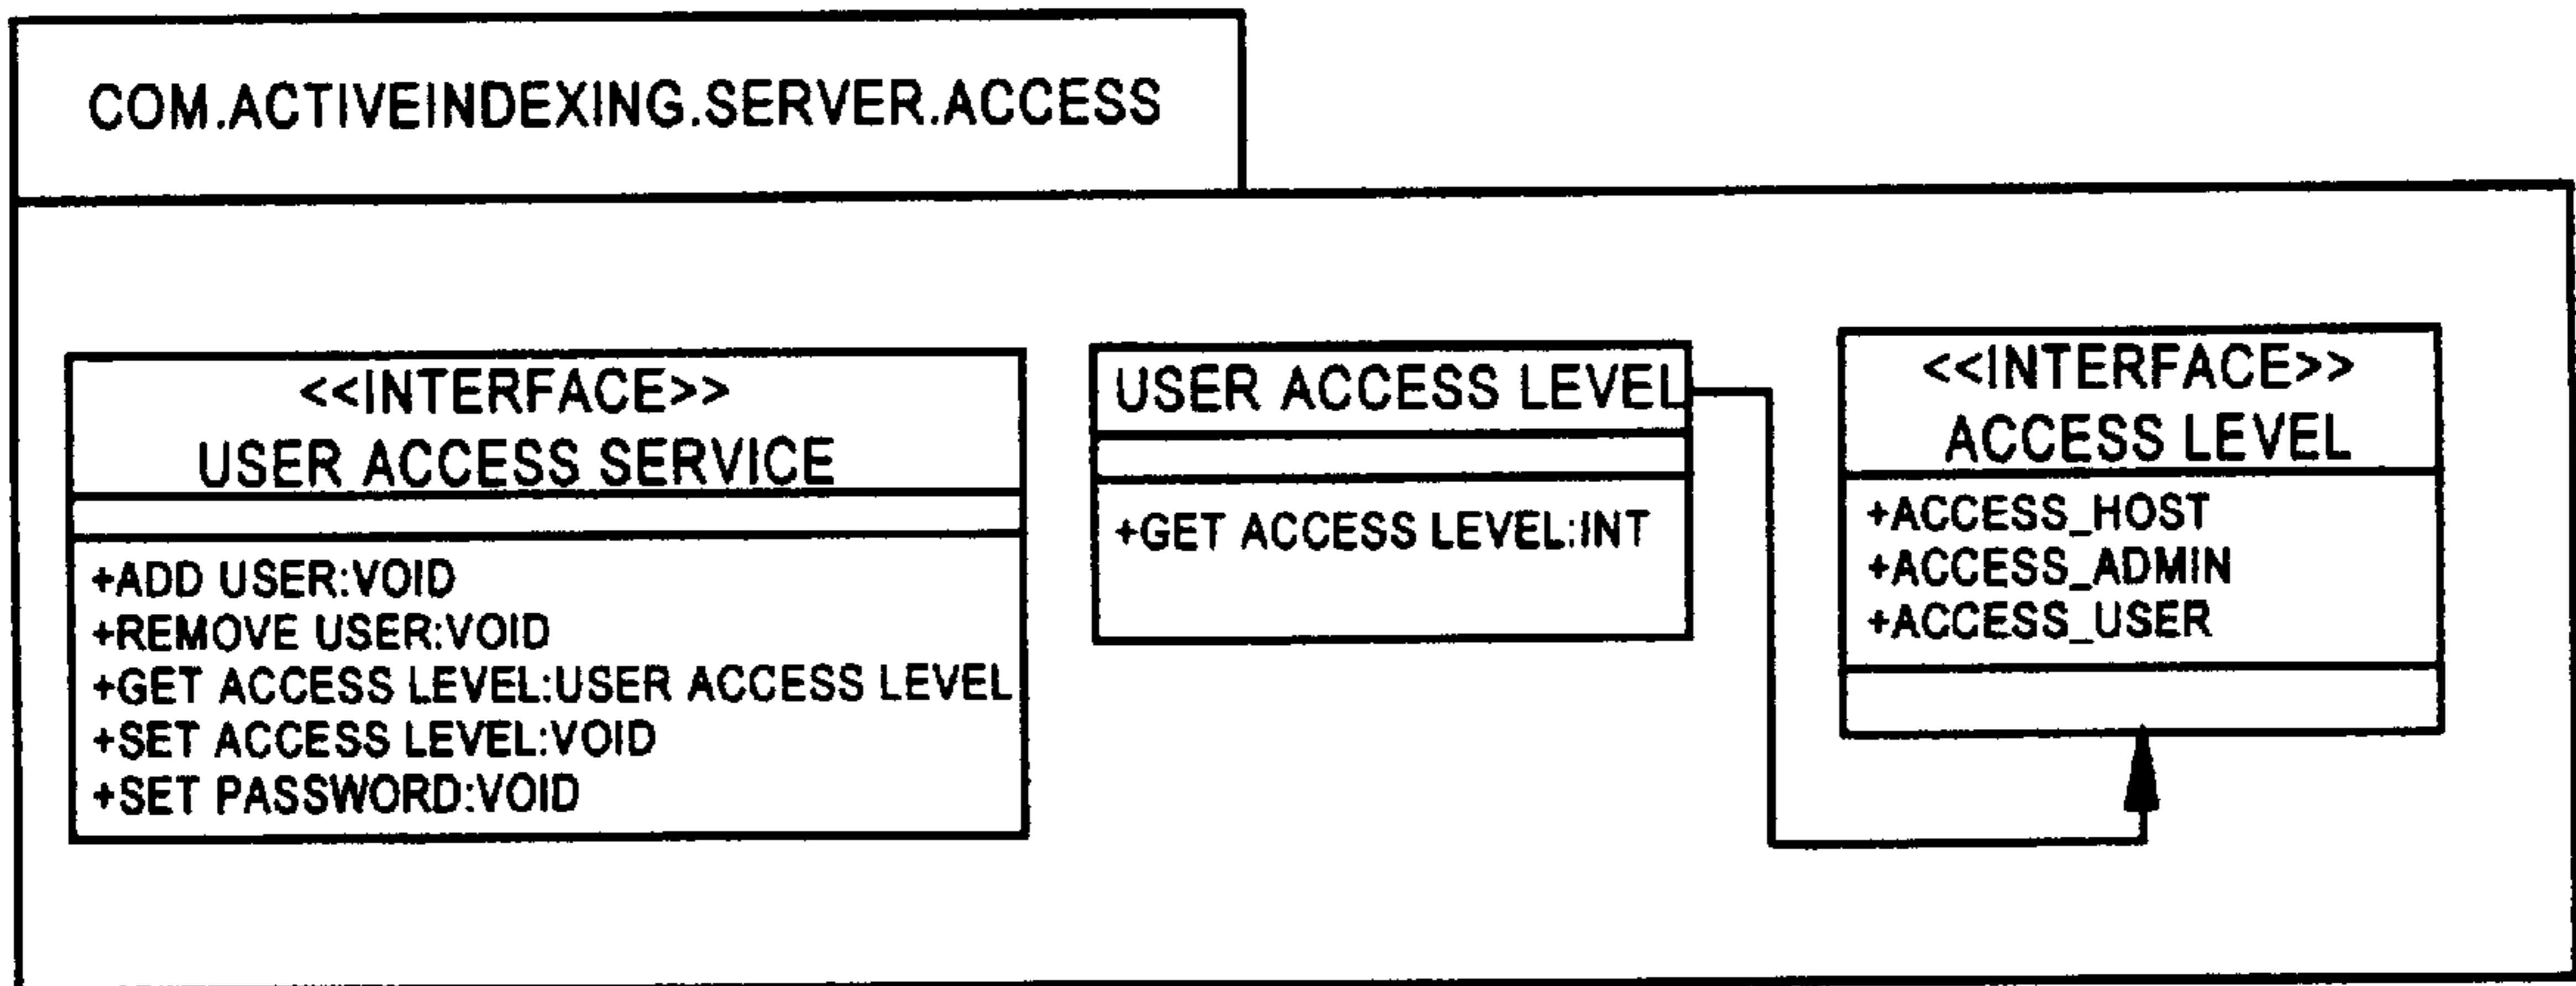 COM.ACTIVEINDEXING.SERVER.ACCESS
<<INTERFACE>>
USER ACCESS SERVICE
+ADD USER:VOID
+REMOVE USER:VOID
+GET ACCESS LEVEL:USER ACCESS LEVEL
+SET ACCESS LEVEL:VOID
+SET PASSWORD:VOID
USER ACCESS LEVEL
+GET ACCESS LEVEL:INT
<<INTERFACE>>
ACCESS LEVEL
+ACCESS_HOST
+ACCESS_ADMIN
+ACCESS_USER